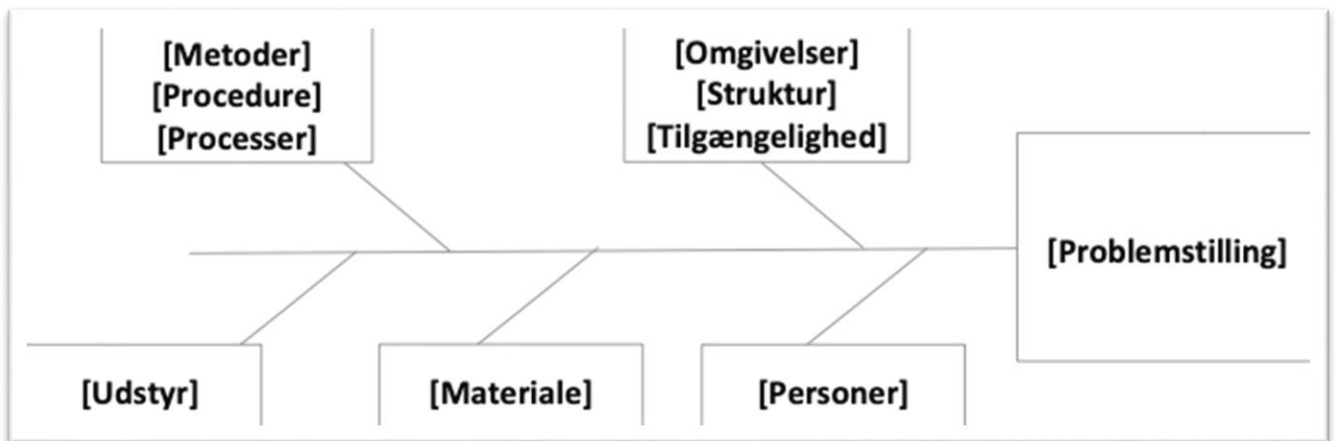 [Metoder]
[Procedure]
[Processer]
[Omgivelser]
[Struktur]
[Tilgængelighed]
[Problemstilling]
[Udstyr]
[Materiale]
[Personer]